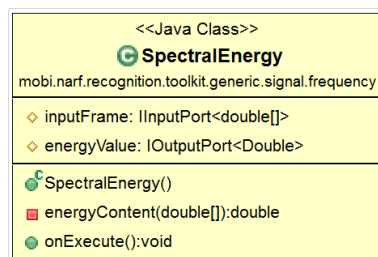 <<Java Class>>
SpectralEnergy
mobi.narf.recognition.toolkit.generic.signal.frequency
inputFrame: IInputPort<double[]>
energyValue: IOutputPort<Double>
SpectralEnergy()
energyContent(double[]):double
onExecute():void